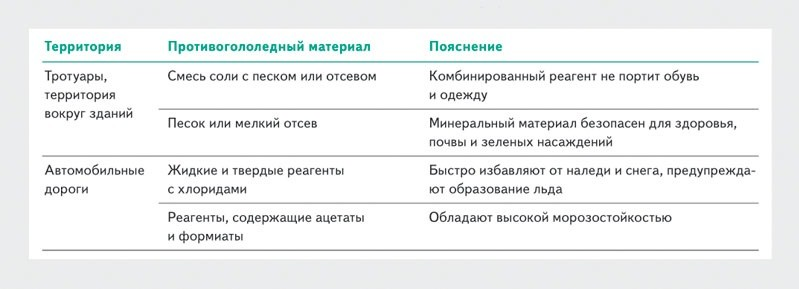 Территория Противогололедный материал Пояснение
Тротуары, Смесь соли с песком или отсевом Комбинированный реагент не портит обувь
территория и одежду
вокруг зданий Песок или мелкий отсев Минеральный материал безопасен для здоровья,
почвы и зеленых насаждений
Автомобильные Жидкие и твердые реагенты Быстро избавляют от наледи и снега, предупрежда-
дороги с хлоридами ют образование льда
Реагенты, содержащие ацетаты Обладают высокой морозостойкостью
и формиаты